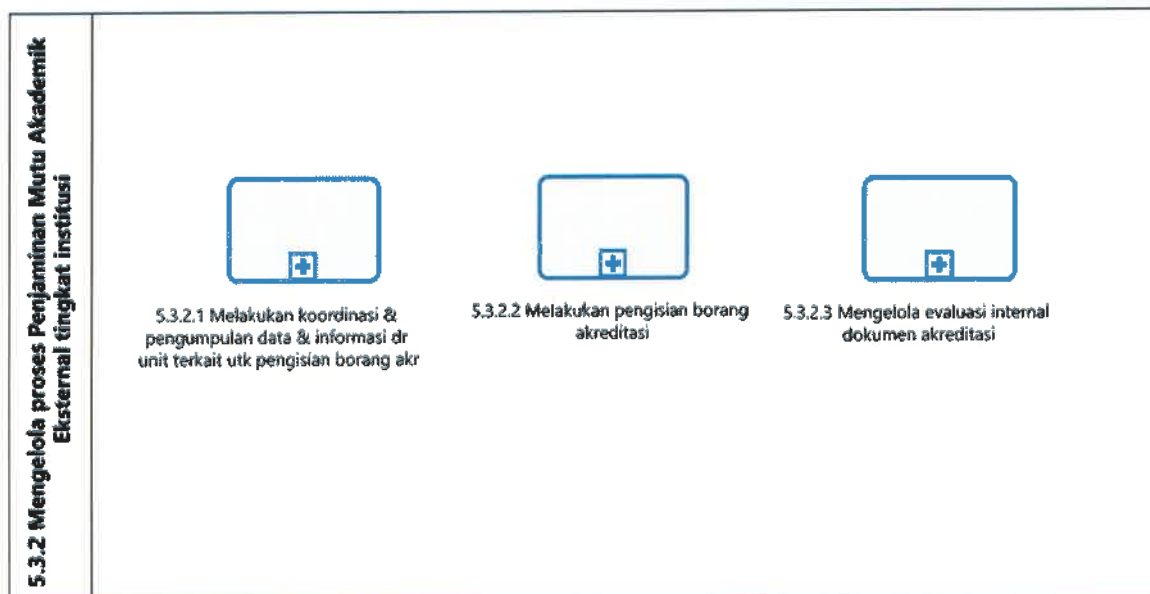 5.3.2 Mengelola proses Penjaminan Mutu Akademik
Eksternal tingkat institusi
5.3.2.1 Melakukan koordinasi &
pengumpulan data & informasi dr
unit terkait utk pengisian borang akr
5.3.2.2 Melakukan pengisian borang
akreditasi
5.3.2.3 Mengelola evaluasi internal
dokumen akreditasi